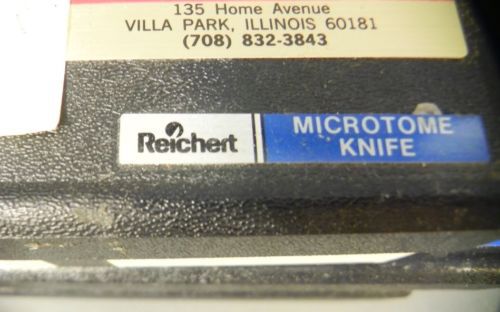 135 Home Avenue
VILLA PARK, ILLINOIS 60181
(708) 832-3843
Reichert
MICROTOME
KNIFE